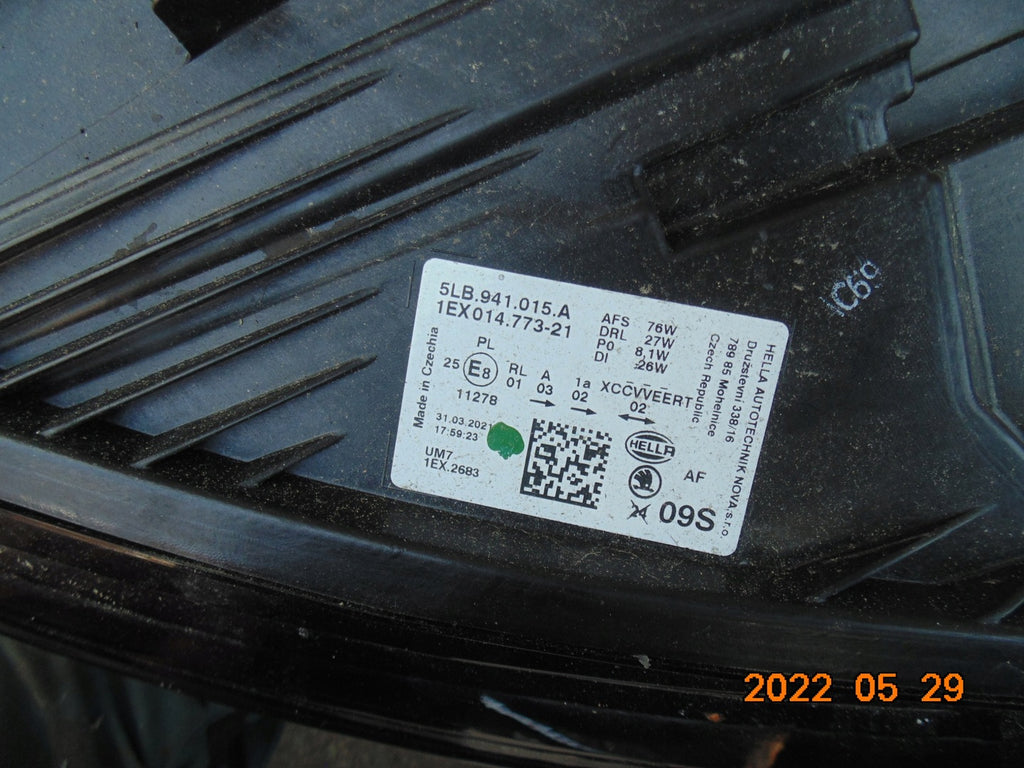 5LB.941.015.A
1EX014.773-21
AFS 76W
DRL 27W
PO 8,1W
DI 26W
HELLA AUTOTECHNIK NOVA,s.r.o.
Družstevní 338/16
789 85 Mohelnice
Czech Republic
Made in Czechia
PL
25 E8
11278
RL
01
A
03
1a
02
XCCVVEERT
02
31.03.2021
17:59:23
UM7
1EX.2683
HELLA
AF
24
09S
C69
2022 05 29